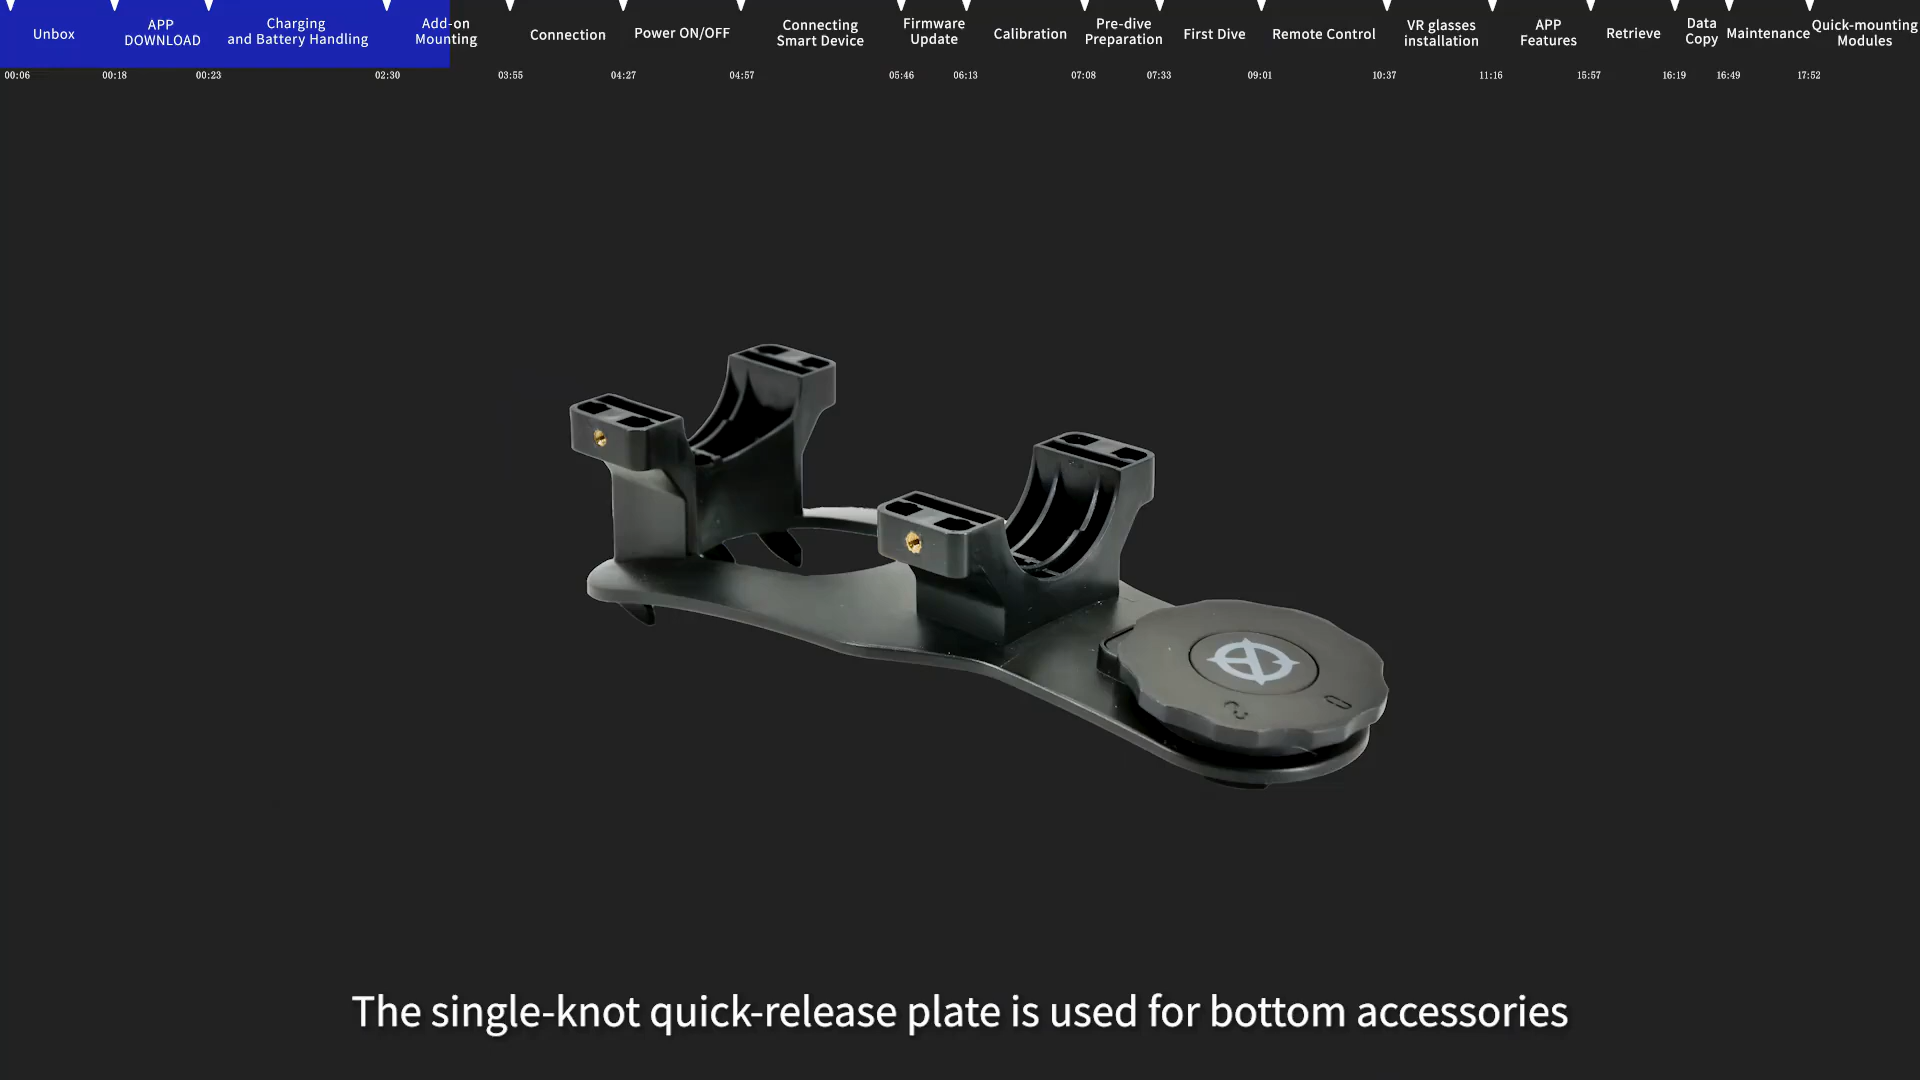 Unbox
APP
DOWNLOAD
Charging
and Battery Handling
Add-on
Mounting
Connection
Power ON/OFF
Connecting
Smart Device
Firmware
Update
Calibration
Pre-dive
Preparation
First Dive
Remote Control
VR glasses
installation
APP
Features
Retrieve
Data
Copy
Maintenance
Quick-mounting
Modules
00:06
00:18
00:23
02:30
03:55
04:27
04:57
05:46
06:13
07:08
07:33
09:01
10:37
11:16
15:57
16:19
16:49
17:52
The single-knot quick-release plate is used for bottom accessories